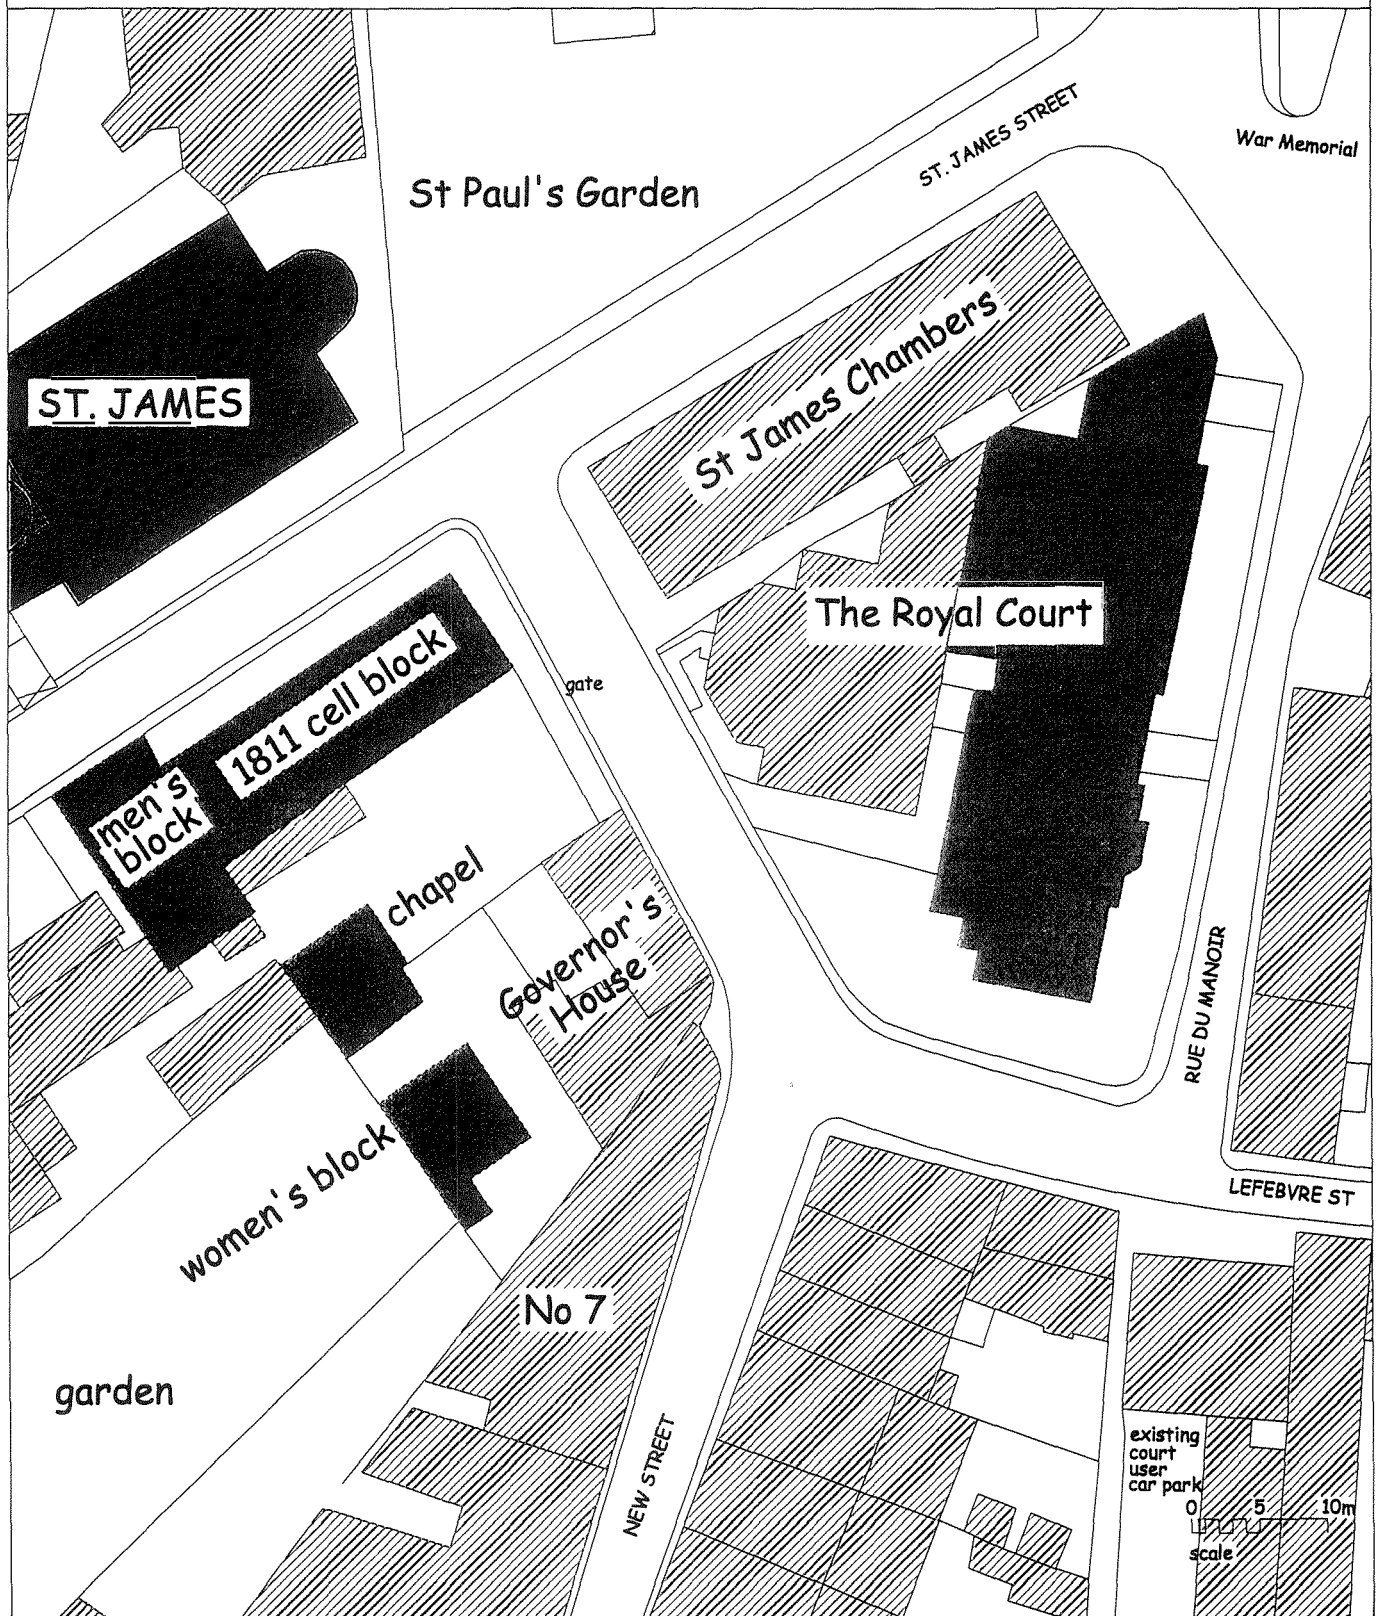 ST. JAMES STREET
War Memorial
St Paul's Garden
St James Chambers
ST. JAMES
The Royal Court
1811 cell block
gate
men's
block
chapel
Governor's
House
RUE DU MANOIR
women's block
LEFEBVRE ST
No 7
garden
NEW STREET
existing
court
user
car park
0 5 10m
scale